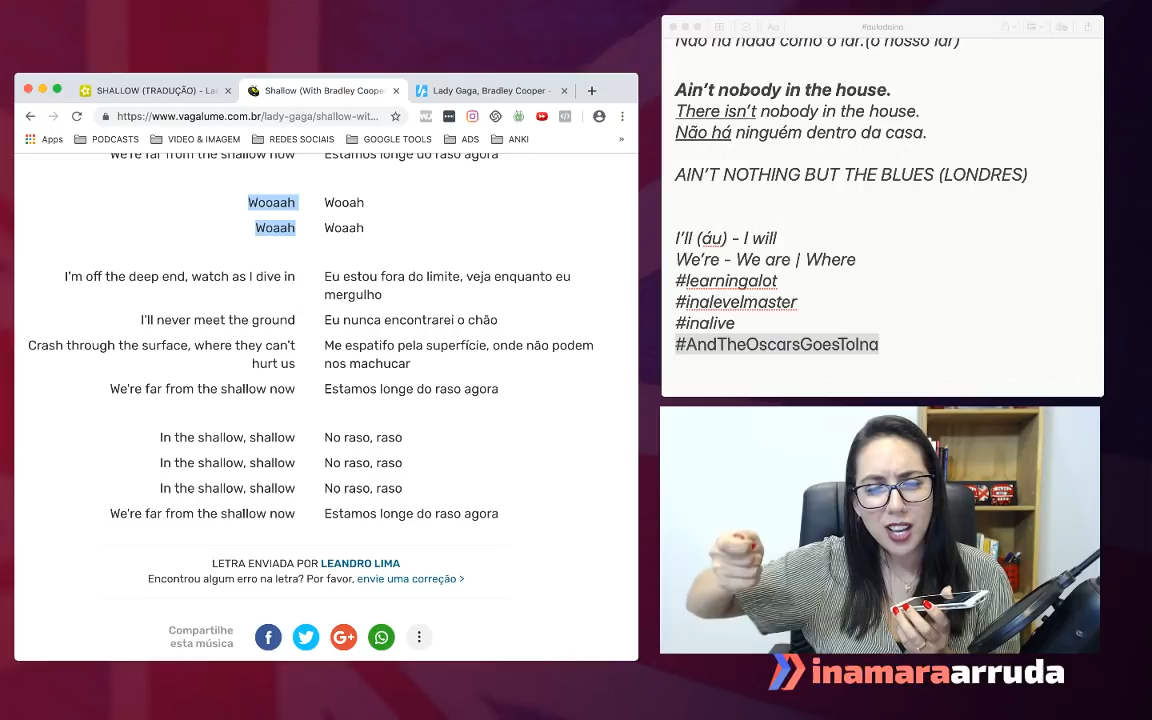 SHALLOW (TRADUÇÃO) - La
Shallow (With Bradley Coope
Lady Gaga, Bradley Cooper -
https://www.vagalume.com.br/lady-gaga/shallow-wit...
Apps
PODCASTS
VIDEO & IMAGEM
REDES SOCIAIS
GOOGLE TOOLS
ADS
ANKI
»
We're far from the shallow now
Estamos longe do raso agora
Wooaah
Wooah
Woaah
Woaah
I'm off the deep end, watch as I dive in
Eu estou fora do limite, veja enquanto eu
mergulho
I'll never meet the ground
Eu nunca encontrarei o chão
Crash through the surface, where they can't
hurt us
Me espatifo pela superfície, onde não podem
nos machucar
We're far from the shallow now
Estamos longe do raso agora
In the shallow, shallow
No raso, raso
In the shallow, shallow
No raso, raso
In the shallow, shallow
No raso, raso
We're far from the shallow now
Estamos longe do raso agora
LETRA ENVIADA POR LEANDRO LIMA
Encontrou algum erro na letra? Por favor, envie uma correção >
Compartilhe
esta música
Aa
#auladaina
Não há nada como o lar.(o nosso lar)
Ain't nobody in the house.
There isn't nobody in the house.
Não há ninguém dentro da casa.
AIN'T NOTHING BUT THE BLUES (LONDRES)
I'll (áu) - I will
We're - We are | Where
#learningalot
#inalevelmaster
#inalive
#AndTheOscarsGoesToIna
inamaraarruda